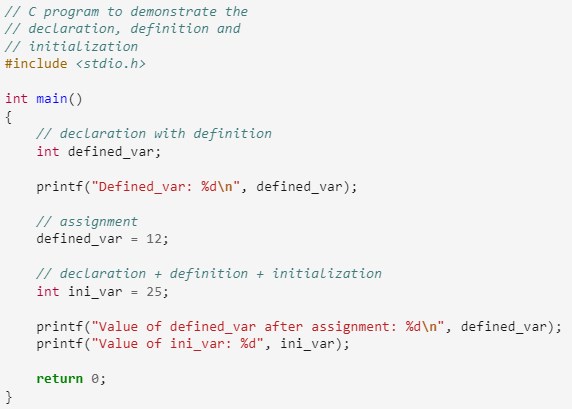 // C program to demonstrate the
// declaration, definition and
// initialization
#include <stdio.h>
int main()
{
    // declaration with definition
    int defined_var;
    printf("Defined_var: %d\n", defined_var);
    // assignment
    defined_var = 12;
    // declaration + definition + initialization
    int ini_var = 25;
    printf("Value of defined_var after assignment: %d\n", defined_var);
    printf("Value of ini_var: %d", ini_var);
    return 0;
}